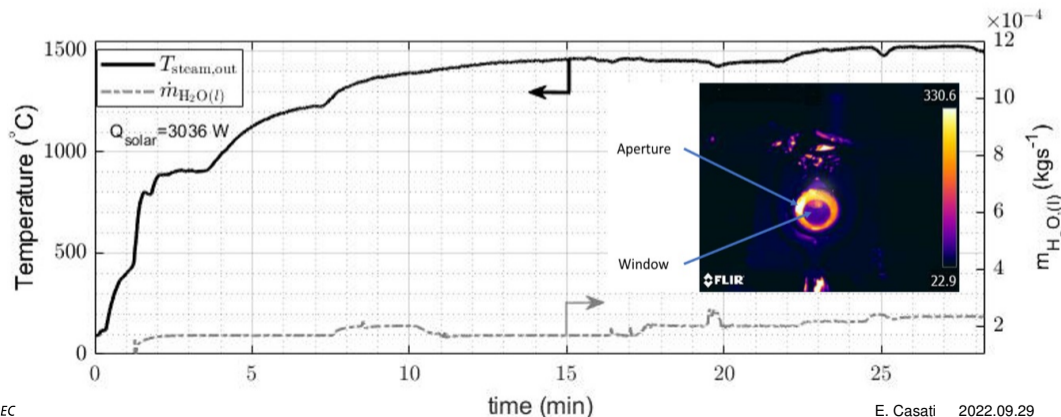 ×10⁻⁴
1500
1000
500
0
Temperature (°C)
T_steam,out
ṁ_H₂O(l)
Q_solar=3036 W
12
10
8
6
4
2
m_H_O,(l) (kgs⁻¹)
Aperture
Window
330.6
22.9
FLIR
0 5 10 15 20 25
time (min)
EC
E. Casati 2022.09.29